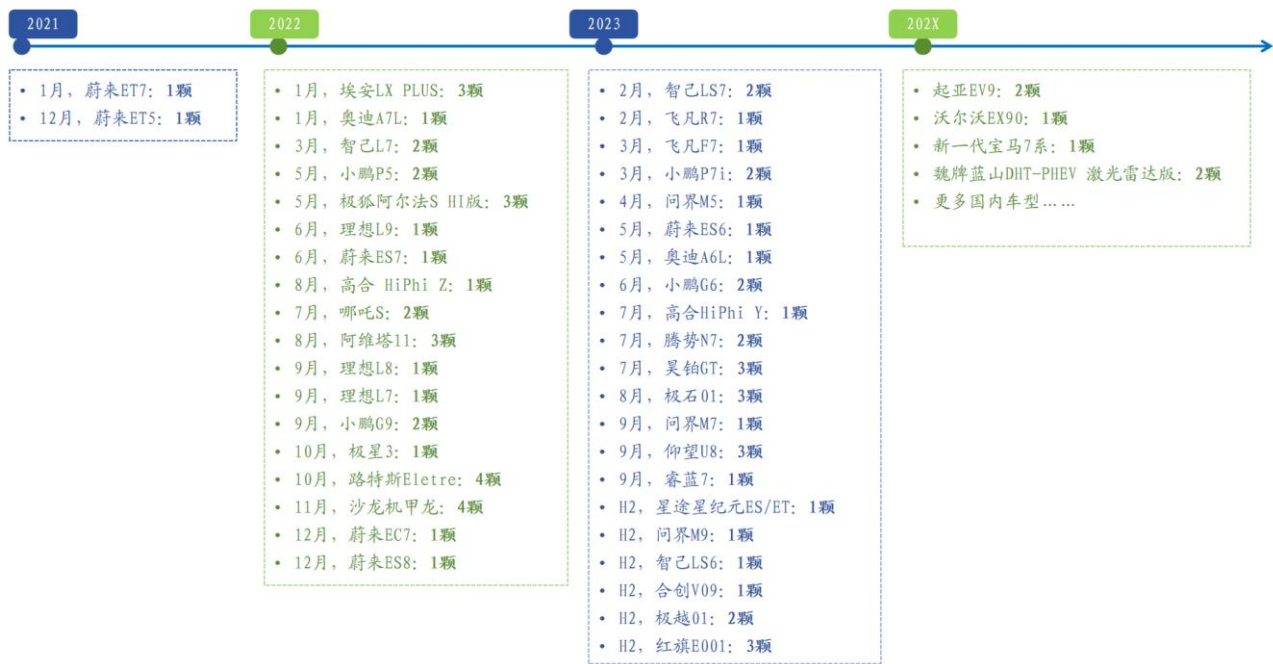 2021
2022
2023
202X
• 1月，蔚来ET7：1颗
• 12月，蔚来ET5：1颗
• 1月，埃安LX PLUS：3颗
• 1月，奥迪A7L：1颗
• 3月，智己L7：2颗
• 5月，小鹏P5：2颗
• 5月，极狐阿尔法S HI版：3颗
• 6月，理想L9：1颗
• 6月，蔚来ES7：1颗
• 8月，高合 HiPhi Z：1颗
• 7月，哪吒S：2颗
• 8月，阿维塔11：3颗
• 9月，理想L8：1颗
• 9月，理想L7：1颗
• 9月，小鹏G9：2颗
• 10月，极星3：1颗
• 10月，路特斯Eletre：4颗
• 11月，沙龙机甲龙：4颗
• 12月，蔚来EC7：1颗
• 12月，蔚来ES8：1颗
• 2月，智己LS7：2颗
• 2月，飞凡R7：1颗
• 3月，飞凡F7：1颗
• 3月，小鹏P7i：2颗
• 4月，问界M5：1颗
• 5月，蔚来ES6：1颗
• 5月，奥迪A6L：1颗
• 6月，小鹏G6：2颗
• 7月，高合HiPhi Y：1颗
• 7月，腾势N7：2颗
• 7月，昊铂GT：3颗
• 8月，极石01：3颗
• 9月，问界M7：1颗
• 9月，仰望U8：3颗
• 9月，睿蓝7：1颗
• H2，星途星纪元ES/ET：1颗
• H2，问界M9：1颗
• H2，智己LS6：1颗
• H2，合创V09：1颗
• H2，极越01：2颗
• H2，红旗E001：3颗
• 起亚EV9：2颗
• 沃尔沃EX90：1颗
• 新一代宝马7系：1颗
• 魏牌蓝山DHT-PHEV 激光雷达版：2颗
• 更多国内车型……